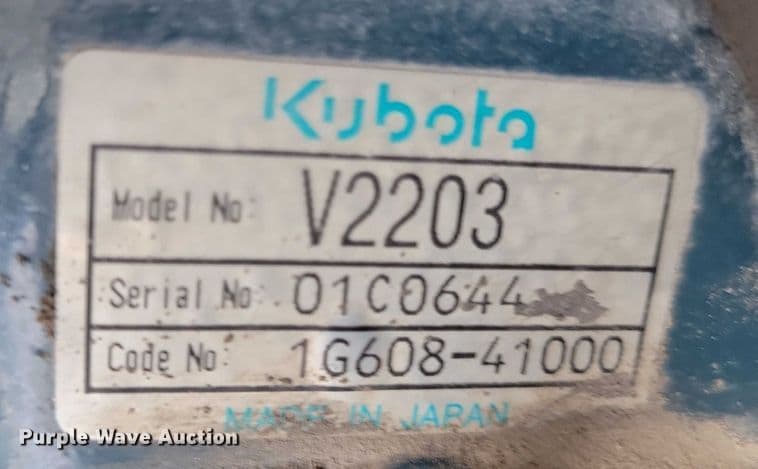 Kubota
Model No: V2203
Serial No: 01C0644
Code No: 1G608-41000
MADE IN JAPAN
Purple Wave Auction